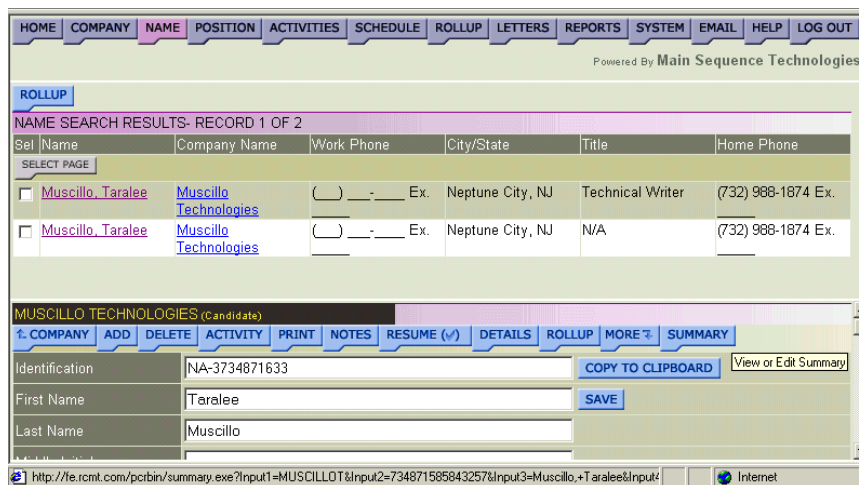 HOME COMPANY NAME POSITION ACTIVITIES SCHEDULE ROLLUP LETTERS REPORTS SYSTEM EMAIL HELP LOG OUT
Powered By Main Sequence Technologies
ROLLUP
NAME SEARCH RESULTS- RECORD 1 OF 2
Sel Name Company Name Work Phone City/State Title Home Phone
SELECT PAGE
Muscillo, Taralee Muscillo Technologies (__) __-____ Ex. Neptune City, NJ Technical Writer (732) 988-1874 Ex. _____
Muscillo, Taralee Muscillo Technologies (__) __-____ Ex. Neptune City, NJ N/A (732) 988-1874 Ex. _____
MUSCILLO TECHNOLOGIES (Candidate)
COMPANY ADD DELETE ACTIVITY PRINT NOTES RESUME (✓) DETAILS ROLLUP MORE SUMMARY
Identification NA-3734871633 COPY TO CLIPBOARD View or Edit Summary
First Name Taralee SAVE
Last Name Muscillo
http://fe.rcmt.com/pcrbin/summary.exe?Input1=MUSCILLOT&Input2=734871585843257&Input3=Muscillo,+Taralee&Input4 Internet